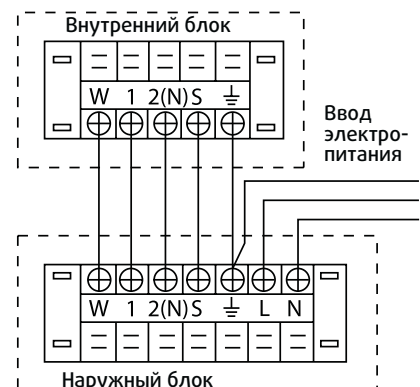 Внутренний блок
W 1 2(N) S ⏚
Ввод
электро-
питания
W 1 2(N) S ⏚ L N
Наружный блок